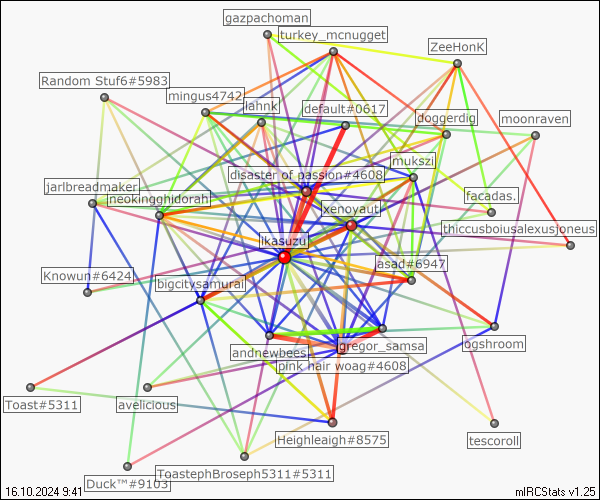 gazpachoman
turkey_mcnugget
ZeeHonK
Random Stuf6#5983
mingus4742
lahnk
default#0617
doggerdig
moonraven
mukszi
disaster of passion#4608
jarlbreadmaker
neokingghidorah
xenoyaut
facadas.
thiccusboiusalexusjoneus
ikasuzu
asad#6947
Knowun#6424
bigcitysamurai
andnewbees
gregor_samsa
ogshroom
pink hair woag#4608
Toast#5311
avelicious
Heighleaigh#8575
tescoroll
ToastephBroseph5311#5311
Duck™#9103
16.10.2024 9:41
mIRCStats v1.25